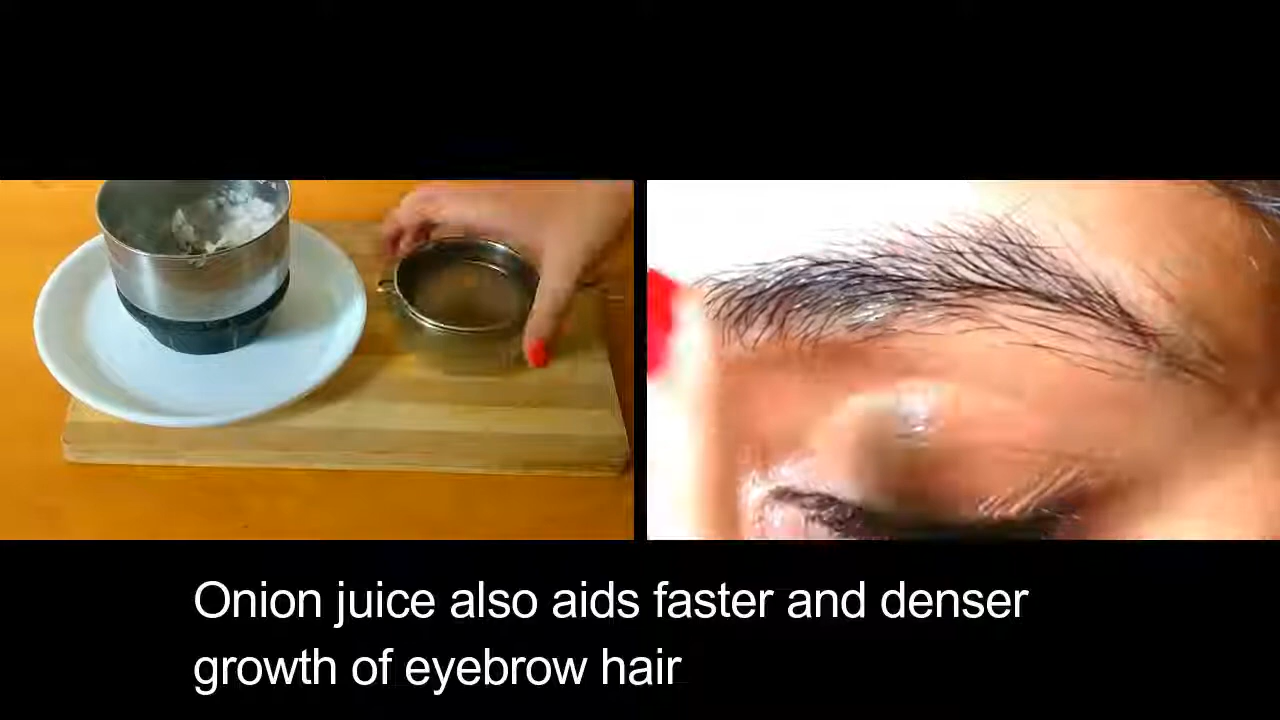 Onion juice also aids faster and denser
growth of eyebrow hair